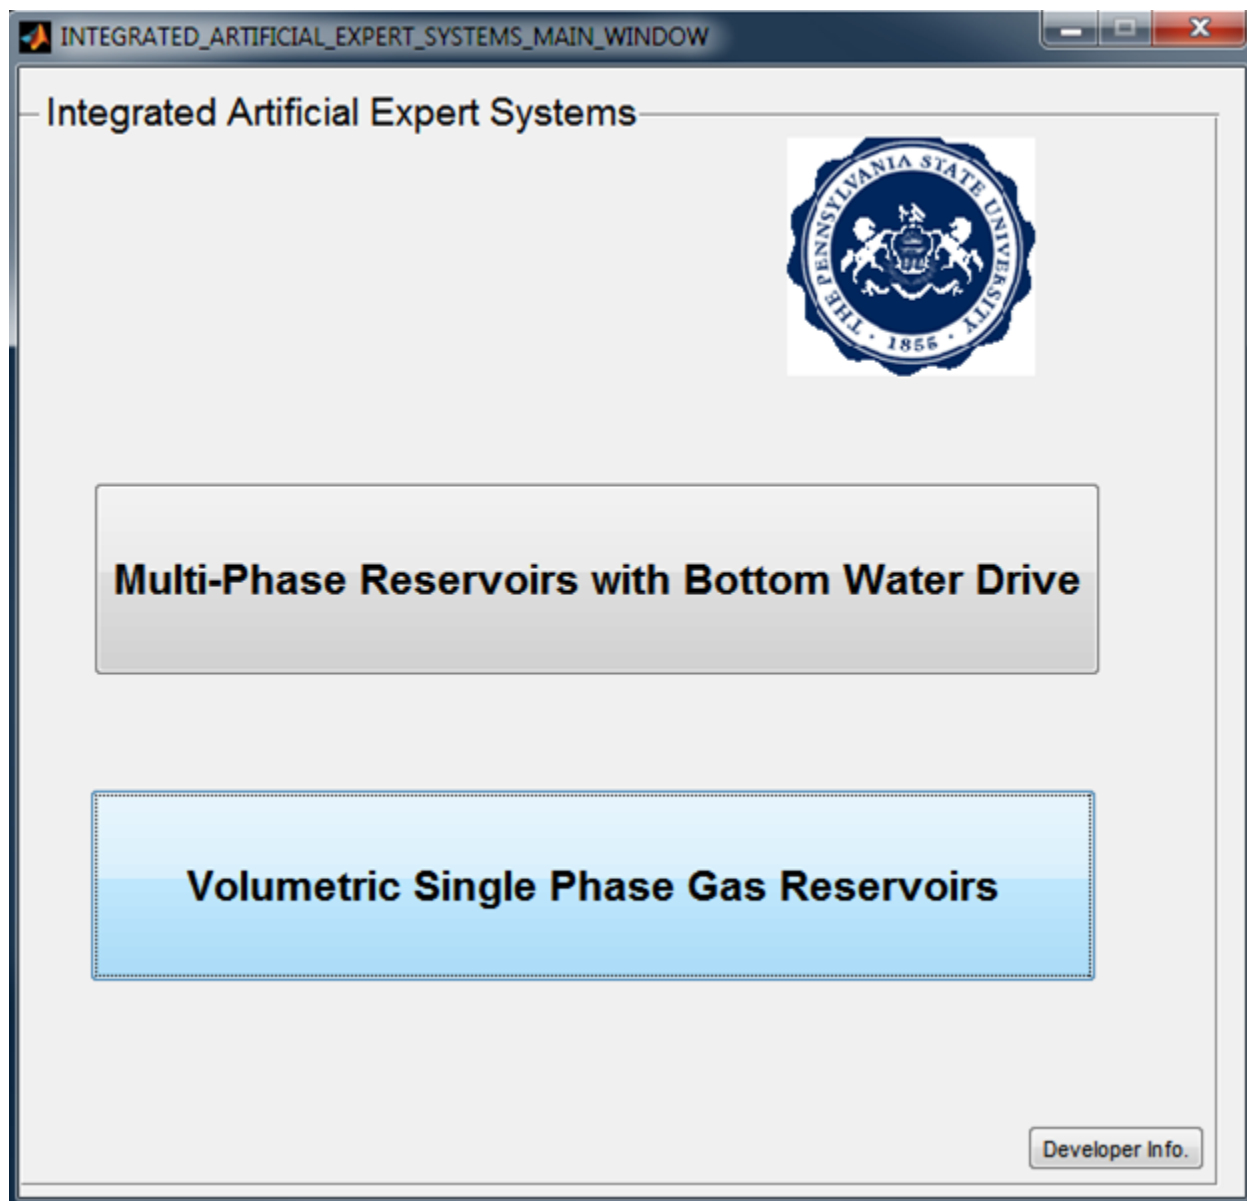 INTEGRATED_ARTIFICIAL_EXPERT_SYSTEMS_MAIN_WINDOW
Integrated Artificial Expert Systems
THE PENNSYLVANIA STATE UNIVERSITY
1855
Multi-Phase Reservoirs with Bottom Water Drive
Volumetric Single Phase Gas Reservoirs
Developer Info.